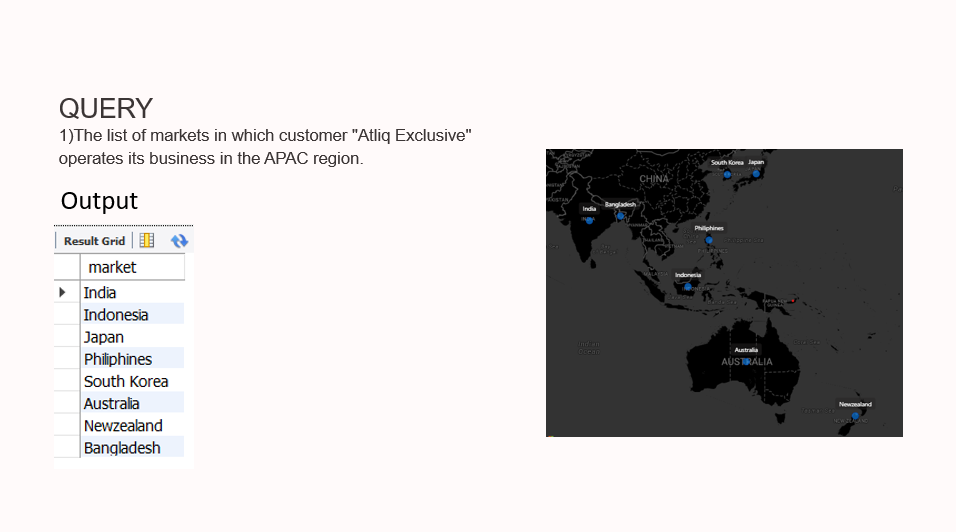 QUERY
1)The list of markets in which customer "Atliq Exclusive"
operates its business in the APAC region.
Output
Result Grid
market
India
Indonesia
Japan
Philiphines
South Korea
Australia
Newzealand
Bangladesh
South Korea
Japan
CHINA
India
Bangladesh
Philiphines
Indonesia
Australia
AUSTRALIA
Newzealand